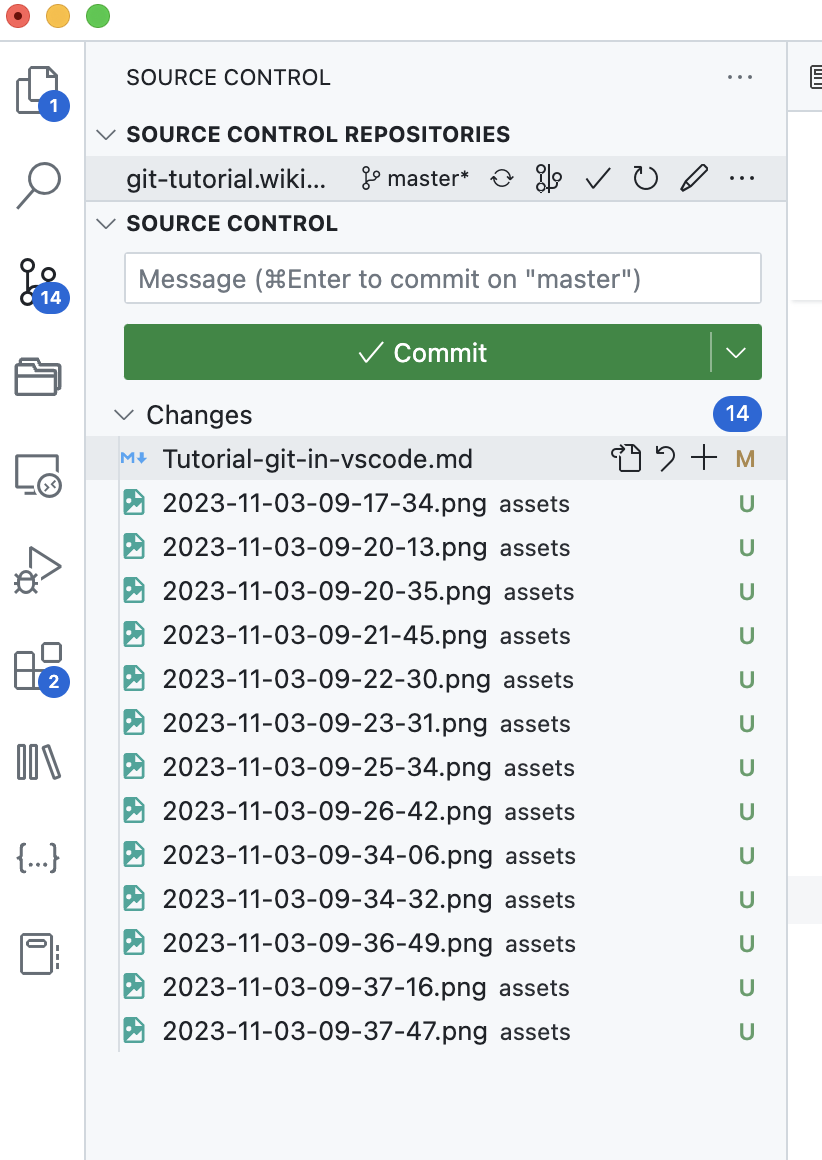 SOURCE CONTROL
1
SOURCE CONTROL REPOSITORIES
git-tutorial.wiki... master*
SOURCE CONTROL
14
Message (⌘Enter to commit on "master")
Commit
Changes 14
M Tutorial-git-in-vscode.md M
2023-11-03-09-17-34.png assets U
2023-11-03-09-20-13.png assets U
2023-11-03-09-20-35.png assets U
2023-11-03-09-21-45.png assets U
2023-11-03-09-22-30.png assets U
2
2023-11-03-09-23-31.png assets U
2023-11-03-09-25-34.png assets U
2023-11-03-09-26-42.png assets U
{...}
2023-11-03-09-34-06.png assets U
2023-11-03-09-34-32.png assets U
2023-11-03-09-36-49.png assets U
2023-11-03-09-37-16.png assets U
2023-11-03-09-37-47.png assets U